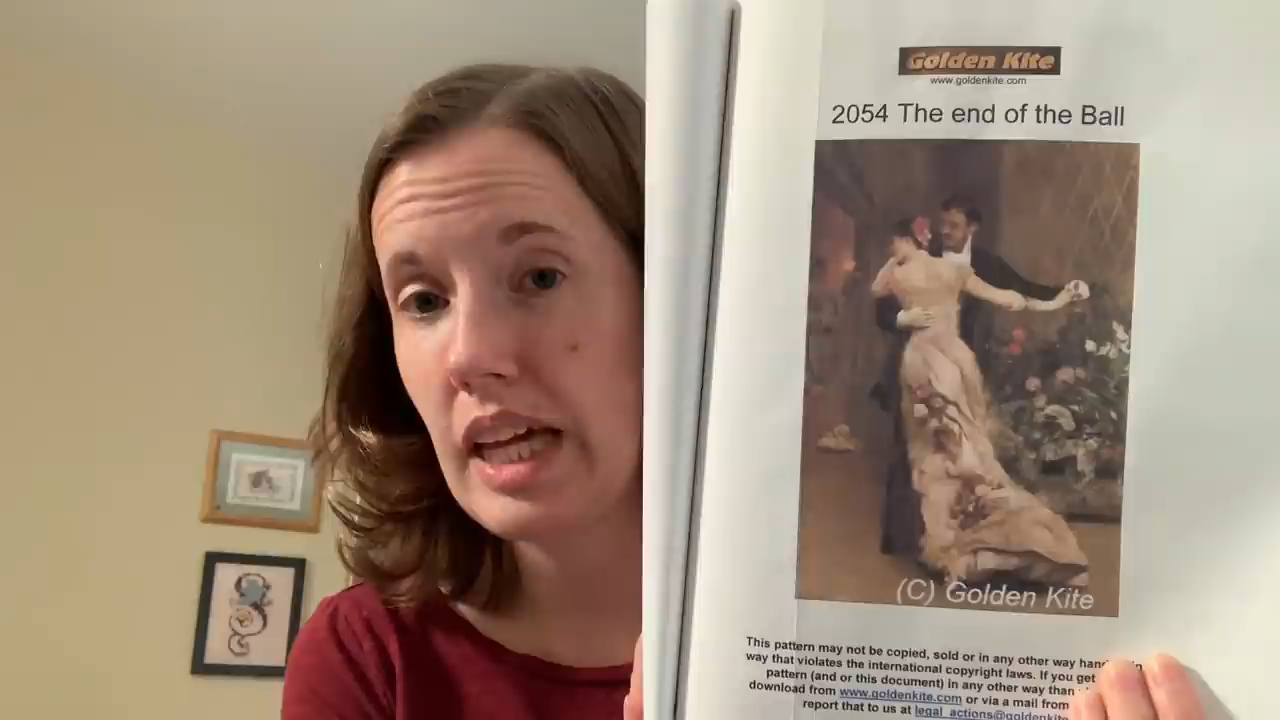 Golden Kite
www.goldenkite.com
2054 The end of the Ball
(C) Golden Kite
This pattern may not be copied, sold or in any other way
way that violates the international copyright laws. If you get
pattern (and or this document) in any other way than
download from www.goldenkite.com or via a mail from
report that to us at